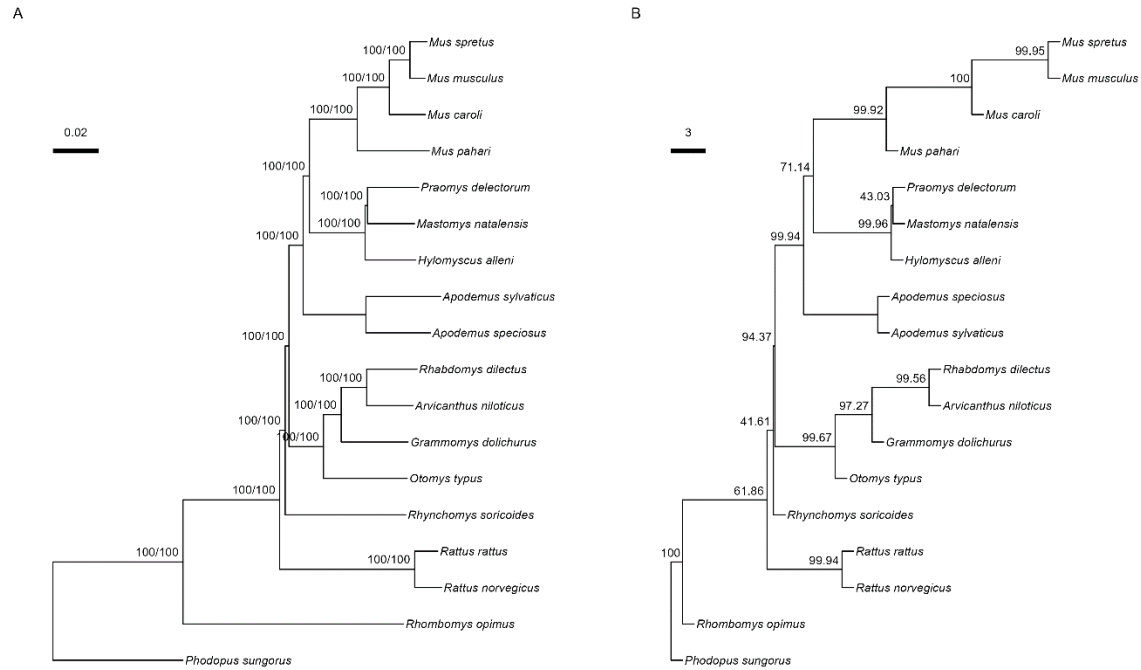 A
Mus spretus
100/100
Mus musculus
100/100
100/100
Mus caroli
0.02
Mus pahari
100/100
Praomys delectorum
100/100
Mastomys natalensis
100/100
100/100
Hylomyscus alleni
Apodemus sylvaticus
100/100
Apodemus speciosus
Rhabdomys dilectus
100/100
Arvicanthus niloticus
100/100
100/100
00/100
Grammomys dolichurus
Otomys typus
100/100
Rhynchomys soricoides
Rattus rattus
100/100
100/100
Rattus norvegicus
Rhombomys opimus
Phodopus sungorus
B
Mus spretus
99.95
Mus musculus
100
Mus caroli
99.92
3
Mus pahari
71.14
Praomys delectorum
43.03
Mastomys natalensis
99.96
Hylomyscus alleni
99.94
Apodemus speciosus
Apodemus sylvaticus
94.37
Rhabdomys dilectus
99.56
Arvicanthus niloticus
97.27
41.61
Grammomys dolichurus
99.67
Otomys typus
61.86
Rhynchomys soricoides
Rattus rattus
100
99.94
Rattus norvegicus
Rhombomys opimus
Phodopus sungorus